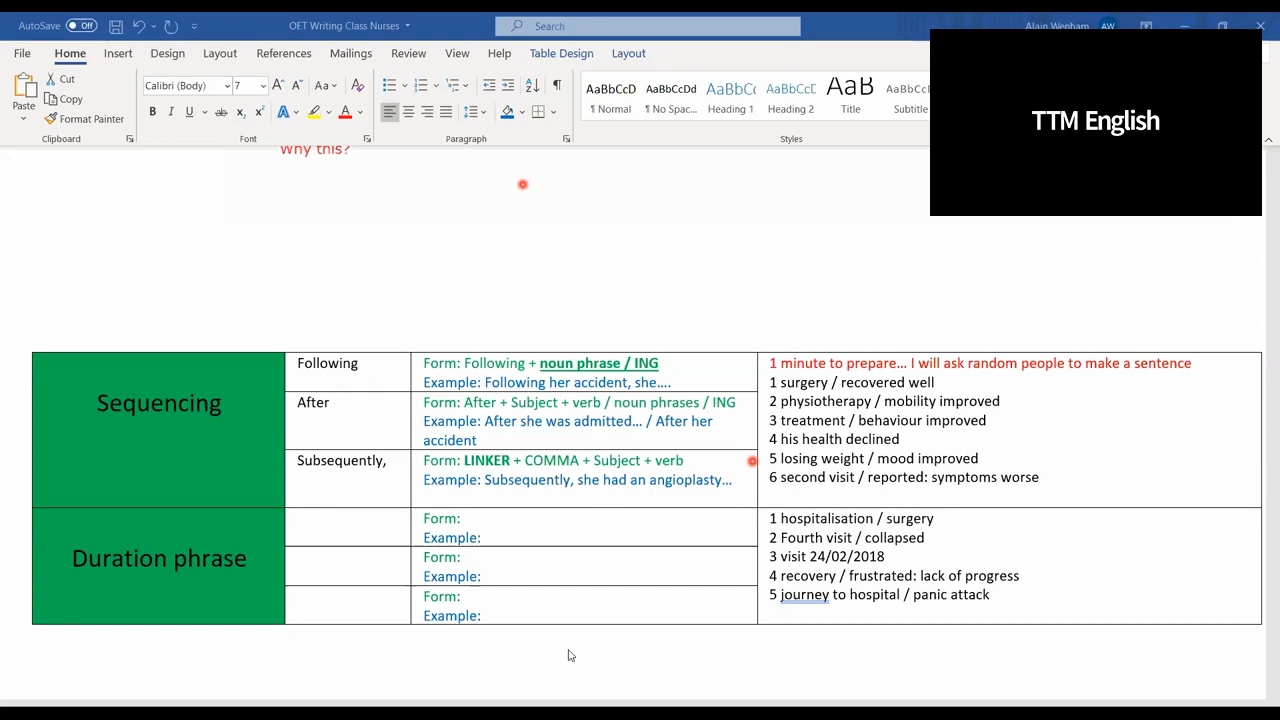 AutoSave Off OET Writing Class Nurses Search Alain Wenham AW
File Home Insert Design Layout References Mailings Review View Help Table Design Layout
TTM English
Paste Cut Copy Format Painter
Calibri (Body) 7 Aa
B I U ab x₂ x² A A
AaBbCcD AaBbCcDd AaBbCc AaBbCcD AaB AaBbCcD
¶ Normal ¶ No Spac... Heading 1 Heading 2 Title Subtitle
Clipboard Font Paragraph Styles
Why this?
Sequencing
Following
Form: Following + noun phrase / ING
Example: Following her accident, she….
After
Form: After + Subject + verb / noun phrases / ING
Example: After she was admitted… / After her
accident
Subsequently,
Form: LINKER + COMMA + Subject + verb
Example: Subsequently, she had an angioplasty…
1 minute to prepare… I will ask random people to make a sentence
1 surgery / recovered well
2 physiotherapy / mobility improved
3 treatment / behaviour improved
4 his health declined
5 losing weight / mood improved
6 second visit / reported: symptoms worse
Duration phrase
Form:
Example:
Form:
Example:
Form:
Example:
1 hospitalisation / surgery
2 Fourth visit / collapsed
3 visit 24/02/2018
4 recovery / frustrated: lack of progress
5 journey to hospital / panic attack